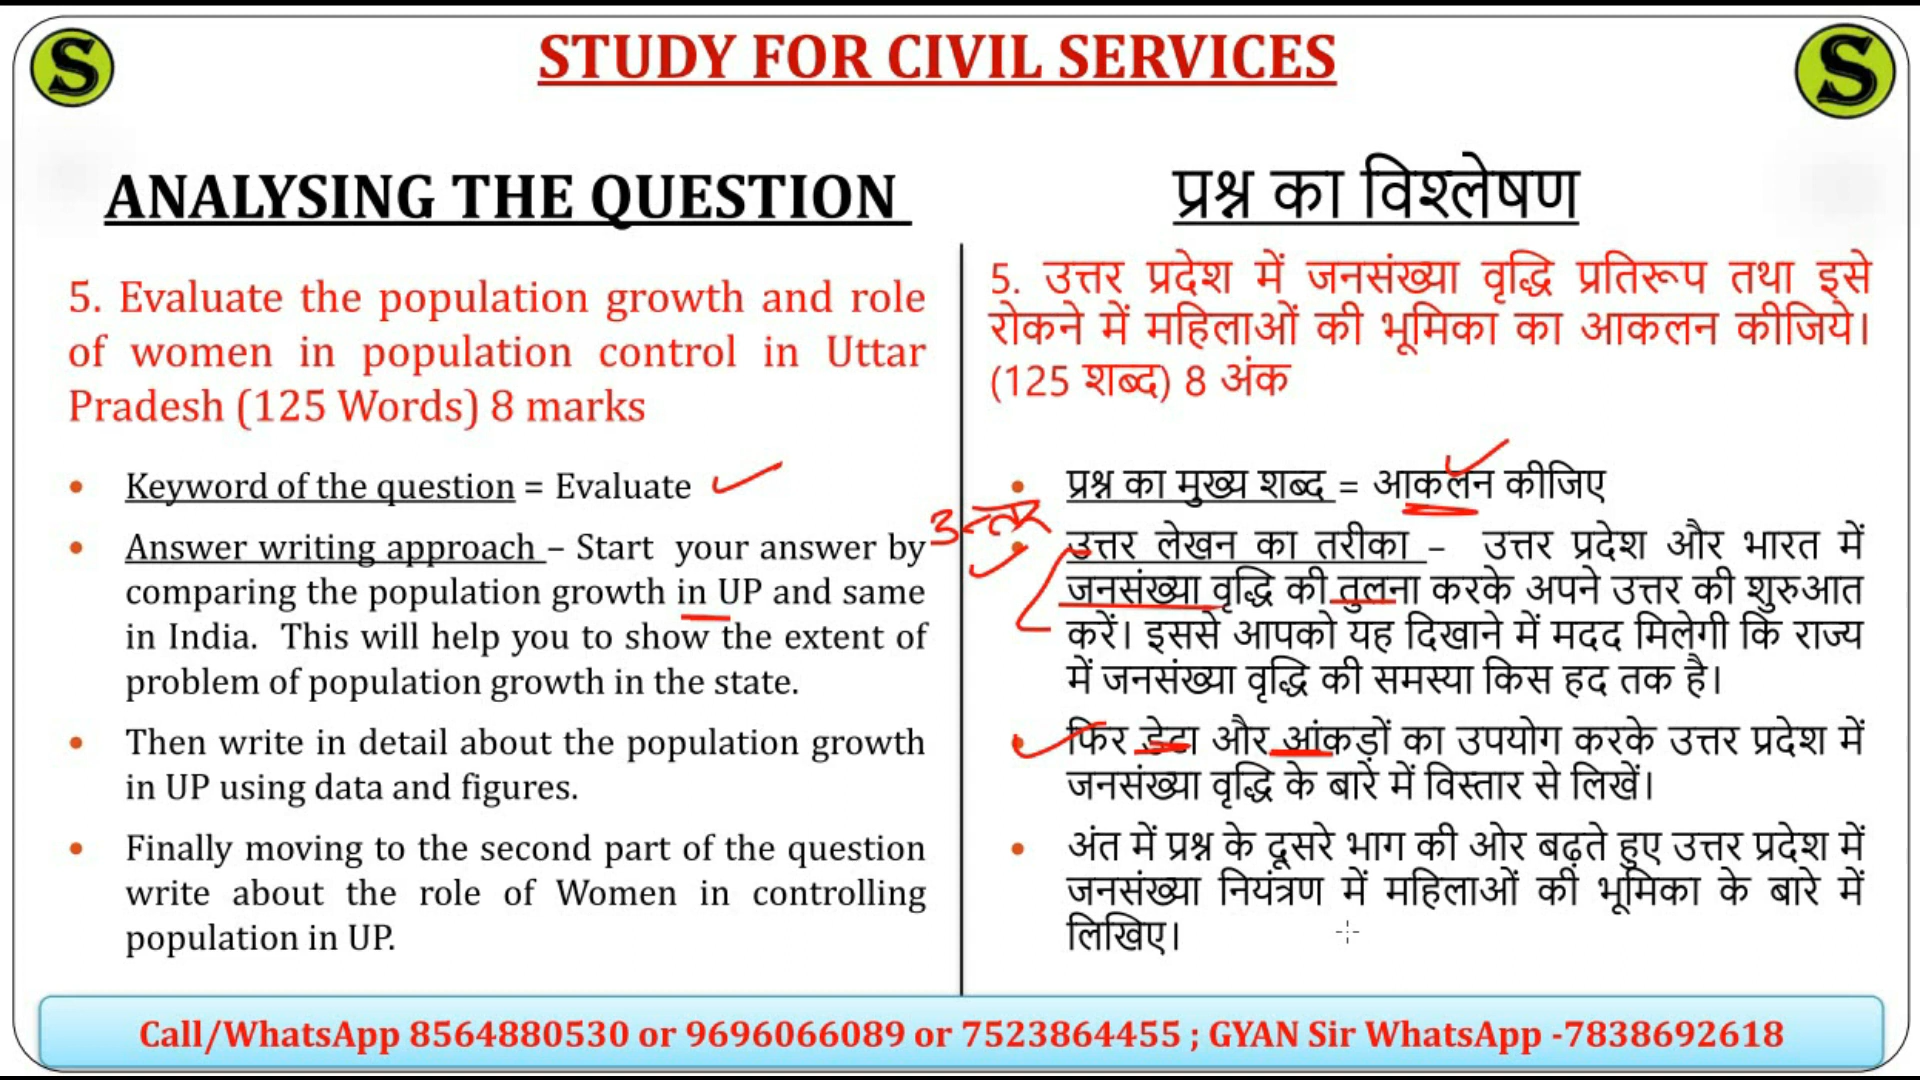 S
STUDY FOR CIVIL SERVICES
S
ANALYSING THE QUESTION
5. Evaluate the population growth and role
of women in population control in Uttar
Pradesh (125 Words) 8 marks
• Keyword of the question = Evaluate
• Answer writing approach – Start your answer by
comparing the population growth in UP and same
in India. This will help you to show the extent of
problem of population growth in the state.
• Then write in detail about the population growth
in UP using data and figures.
• Finally moving to the second part of the question
write about the role of Women in controlling
population in UP.
प्रश्न का विश्लेषण
5. उत्तर प्रदेश में जनसंख्या वृद्धि प्रतिरूप तथा इसे
रोकने में महिलाओं की भूमिका का आकलन कीजिये।
(125 शब्द) 8 अंक
• प्रश्न का मुख्य शब्द = आकलन कीजिए
• उत्तर लेखन का तरीका – उत्तर प्रदेश और भारत में
जनसंख्या वृद्धि की तुलना करके अपने उत्तर की शुरुआत
करें। इससे आपको यह दिखाने में मदद मिलेगी कि राज्य
में जनसंख्या वृद्धि की समस्या किस हद तक है।
• फिर डेटा और आंकड़ों का उपयोग करके उत्तर प्रदेश में
जनसंख्या वृद्धि के बारे में विस्तार से लिखें।
• अंत में प्रश्न के दूसरे भाग की ओर बढ़ते हुए उत्तर प्रदेश में
जनसंख्या नियंत्रण में महिलाओं की भूमिका के बारे में
लिखिए।
Call/WhatsApp 8564880530 or 9696066089 or 7523864455 ; GYAN Sir WhatsApp -7838692618